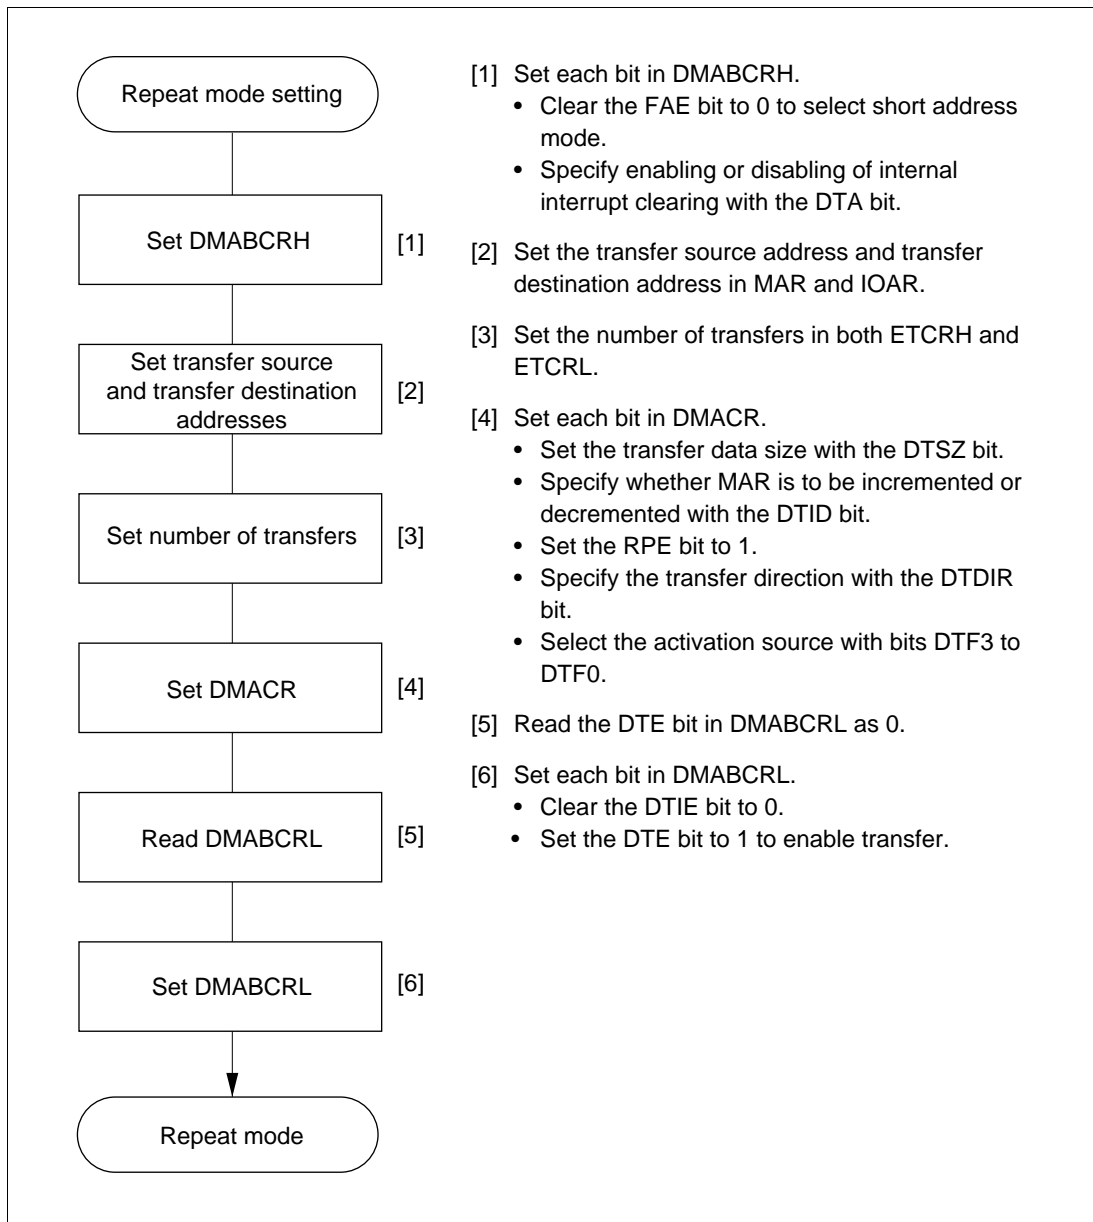 Repeat mode setting
Set DMABCRH
[1]
Set transfer source
and transfer destination
addresses
[2]
Set number of transfers
[3]
Set DMACR
[4]
Read DMABCRL
[5]
Set DMABCRL
[6]
Repeat mode
[1] Set each bit in DMABCRH.
• Clear the FAE bit to 0 to select short address
mode.
• Specify enabling or disabling of internal
interrupt clearing with the DTA bit.
[2] Set the transfer source address and transfer
destination address in MAR and IOAR.
[3] Set the number of transfers in both ETCRH and
ETCRL.
[4] Set each bit in DMACR.
• Set the transfer data size with the DTSZ bit.
• Specify whether MAR is to be incremented or
decremented with the DTID bit.
• Set the RPE bit to 1.
• Specify the transfer direction with the DTDIR
bit.
• Select the activation source with bits DTF3 to
DTF0.
[5] Read the DTE bit in DMABCRL as 0.
[6] Set each bit in DMABCRL.
• Clear the DTIE bit to 0.
• Set the DTE bit to 1 to enable transfer.